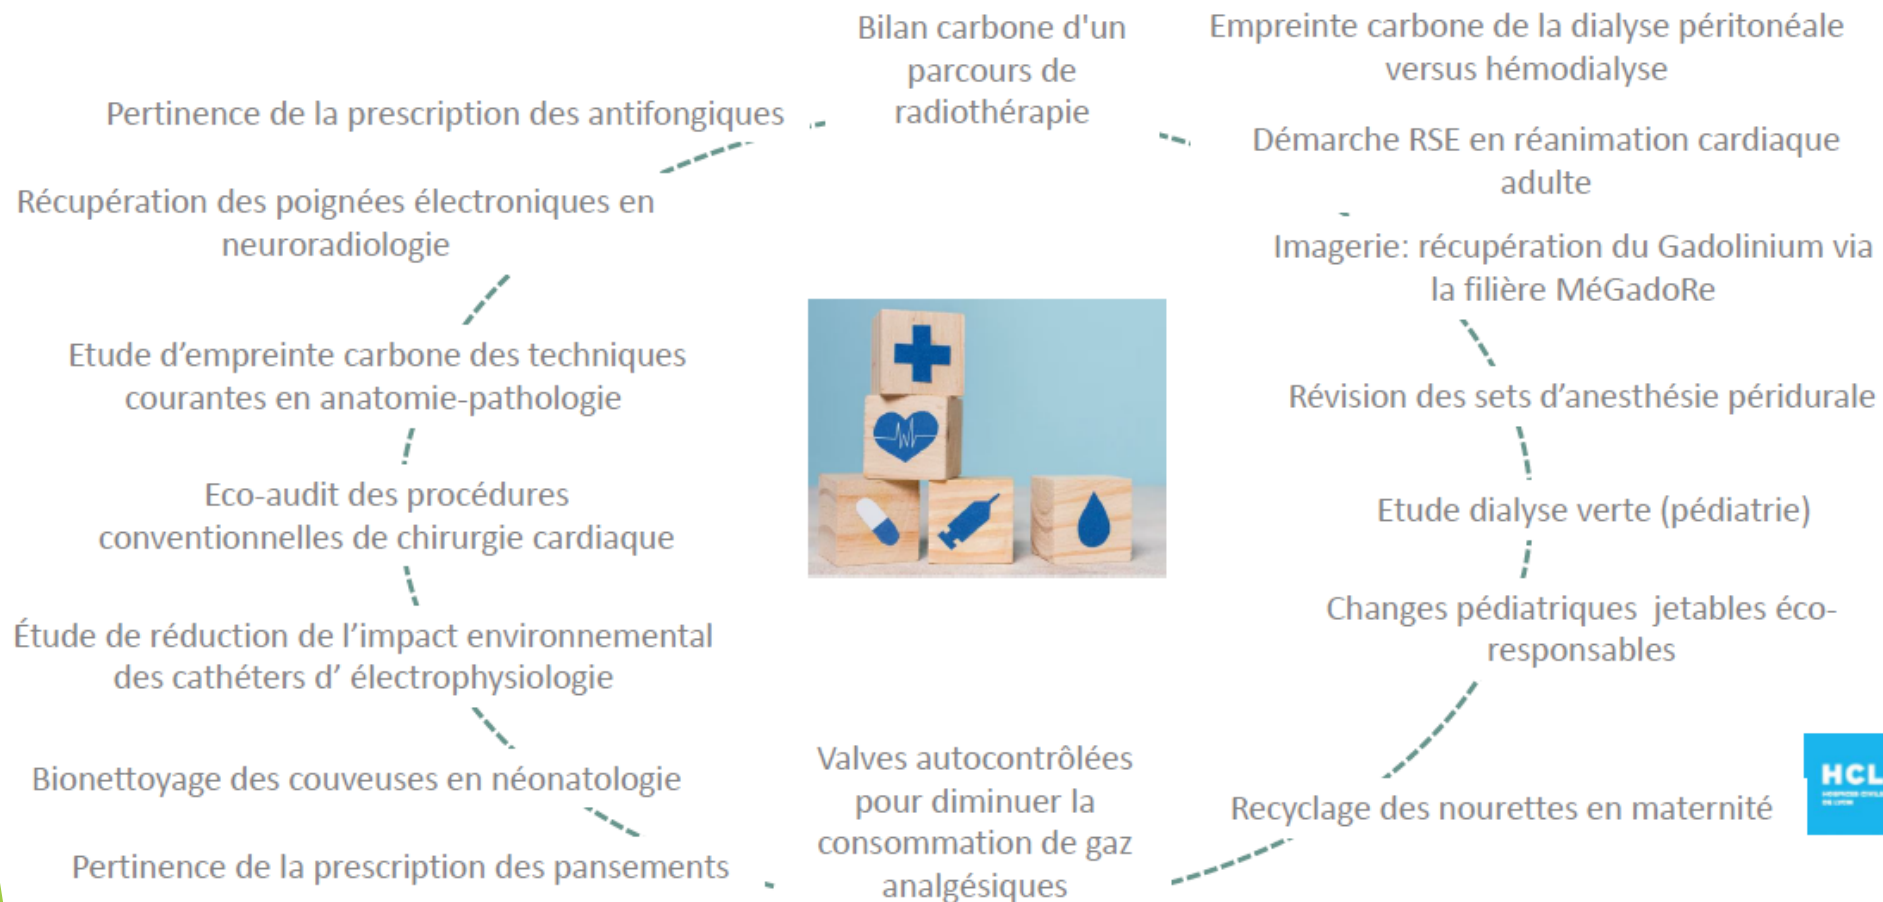 Bilan carbone d'un
parcours de
radiothérapie
Empreinte carbone de la dialyse péritonéale
versus hémodialyse
Démarche RSE en réanimation cardiaque
adulte
Imagerie: récupération du Gadolinium via
la filière MéGadoRe
Révision des sets d’anesthésie péridurale
Etude dialyse verte (pédiatrie)
Changes pédiatriques  jetables éco-
responsables
Recyclage des nourettes en maternité
Valves autocontrôlées
pour diminuer la
consommation de gaz
analgésiques
Pertinence de la prescription des pansements
Bionettoyage des couveuses en néonatologie
Étude de réduction de l’impact environnemental
des cathéters d’ électrophysiologie
Eco-audit des procédures
conventionnelles de chirurgie cardiaque
Etude d’empreinte carbone des techniques
courantes en anatomie-pathologie
Récupération des poignées électroniques en
neuroradiologie
Pertinence de la prescription des antifongiques
HCL
HOSPICES CIVILS
DE LYON